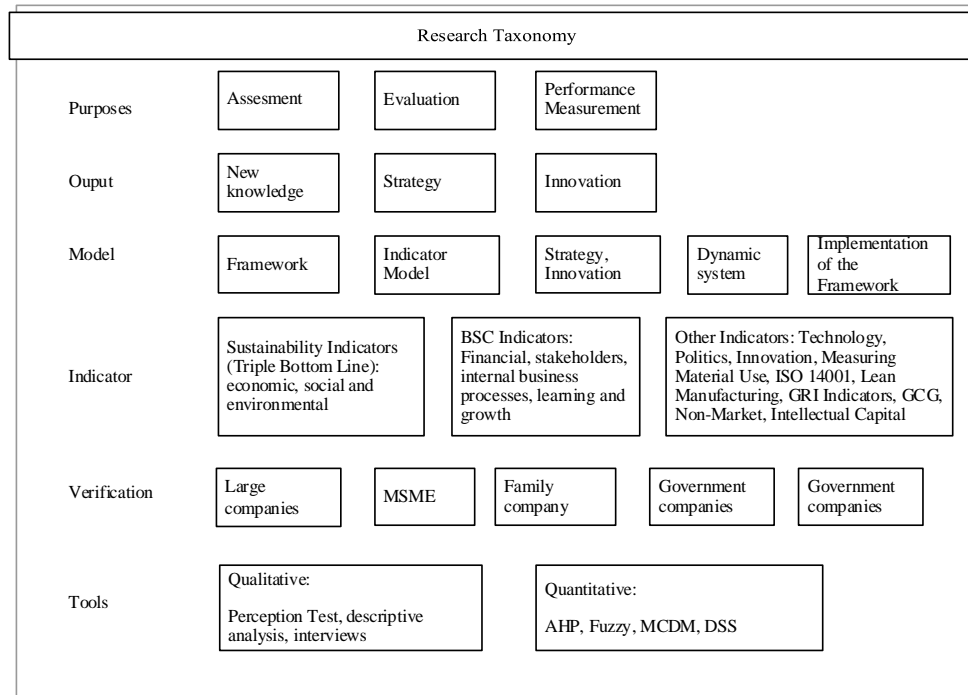 Research Taxonomy
Purposes
Assesment
Evaluation
Performance
Measurement
Ouput
New
knowledge
Strategy
Innovation
Model
Framework
Indicator
Model
Strategy,
Innovation
Dynamic
system
Implementation
of the
Framework
Indicator
Sustainability Indicators
(Triple Bottom Line):
economic, social and
environmental
BSC Indicators:
Financial, stakeholders,
internal business
processes, learning and
growth
Other Indicators: Technology,
Politics, Innovation, Measuring
Material Use, ISO 14001, Lean
Manufacturing, GRI Indicators, GCG,
Non-Market, Intellectual Capital
Verification
Large
companies
MSME
Family
company
Government
companies
Government
companies
Tools
Qualitative:
Perception Test, descriptive
analysis, interviews
Quantitative:
AHP, Fuzzy, MCDM, DSS